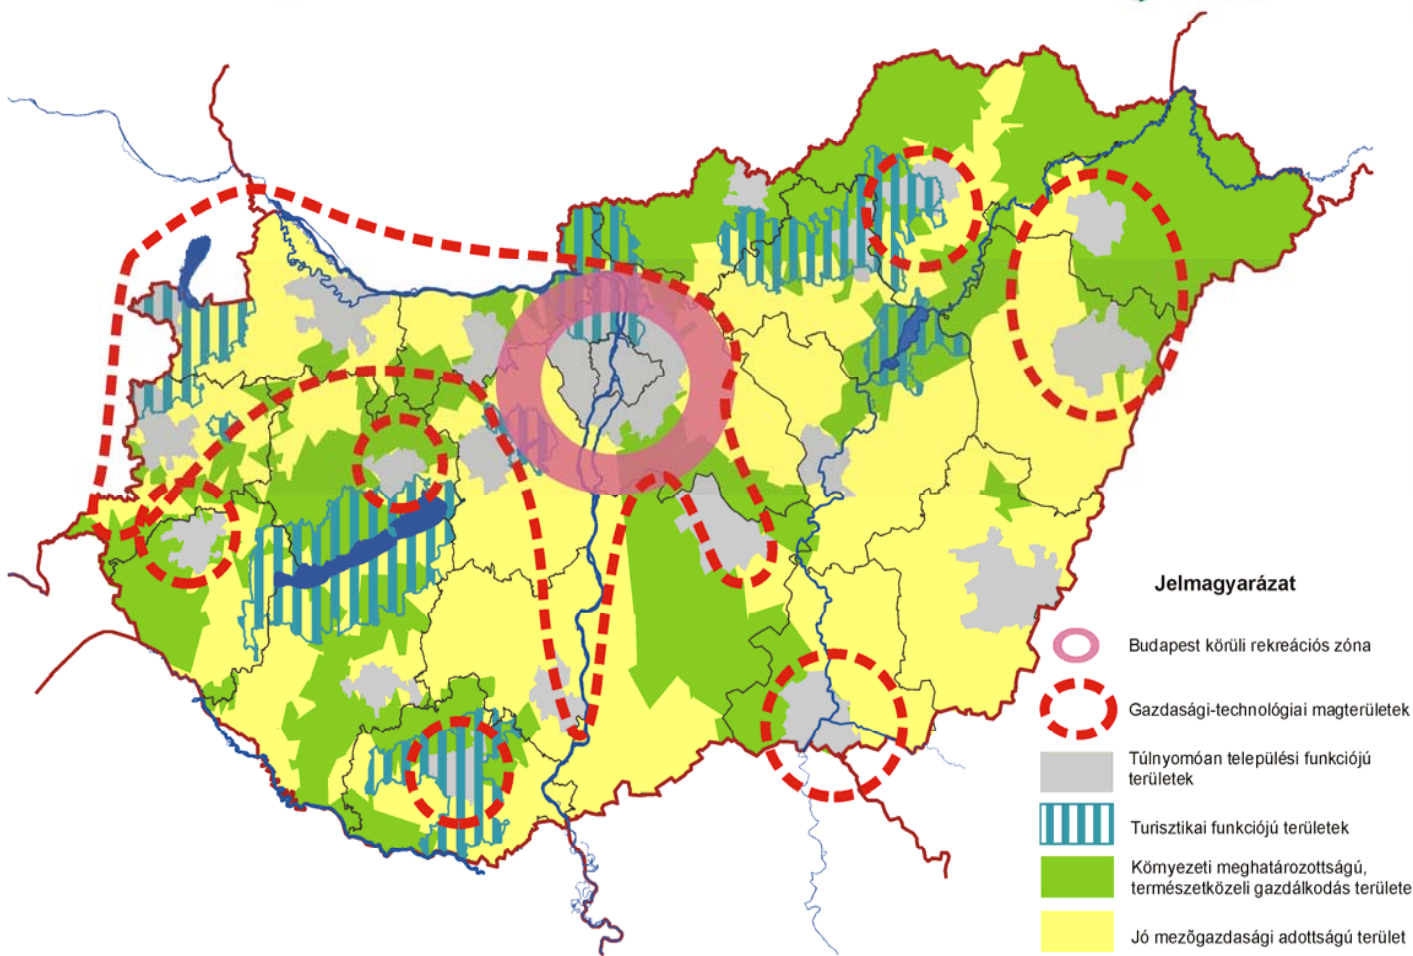 Jelmagyarázat
Budapest körüli rekreációs zóna
Gazdasági-technológiai magterületek
Túlnyomóan települési funkciójú
területek
Turisztikai funkciójú területek
Környezeti meghatározottságú,
természetközeli gazdálkodás területe
Jó mezõgazdasági adottságú terület